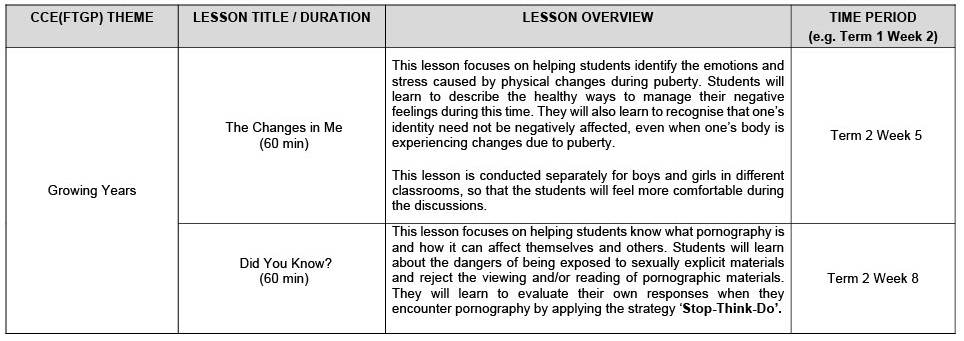 CCE(FTGP) THEME
LESSON TITLE / DURATION
LESSON OVERVIEW
TIME PERIOD
(e.g. Term 1 Week 2)
Growing Years
The Changes in Me
(60 min)
This lesson focuses on helping students identify the emotions and
stress caused by physical changes during puberty. Students will
learn to describe the healthy ways to manage their negative
feelings during this time. They will also learn to recognise that one’s
identity need not be negatively affected, even when one’s body is
experiencing changes due to puberty.
This lesson is conducted separately for boys and girls in different
classrooms, so that the students will feel more comfortable during
the discussions.
Term 2 Week 5
Did You Know?
(60 min)
This lesson focuses on helping students know what pornography is
and how it can affect themselves and others. Students will learn
about the dangers of being exposed to sexually explicit materials
and reject the viewing and/or reading of pornographic materials.
They will learn to evaluate their own responses when they
encounter pornography by applying the strategy ‘Stop-Think-Do’.
Term 2 Week 8